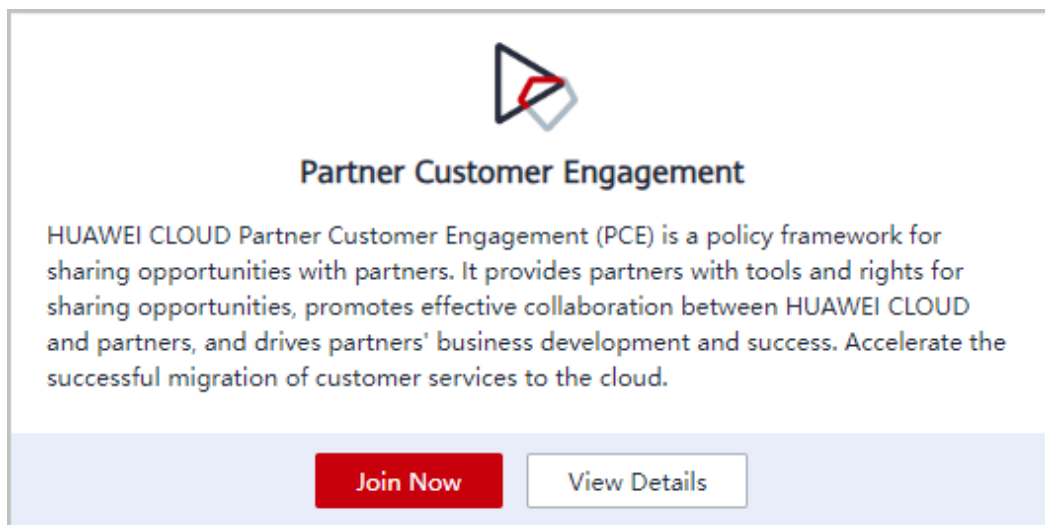 Partner Customer Engagement
HUAWEI CLOUD Partner Customer Engagement (PCE) is a policy framework for
sharing opportunities with partners. It provides partners with tools and rights for
sharing opportunities, promotes effective collaboration between HUAWEI CLOUD
and partners, and drives partners' business development and success. Accelerate the
successful migration of customer services to the cloud.
Join Now
View Details